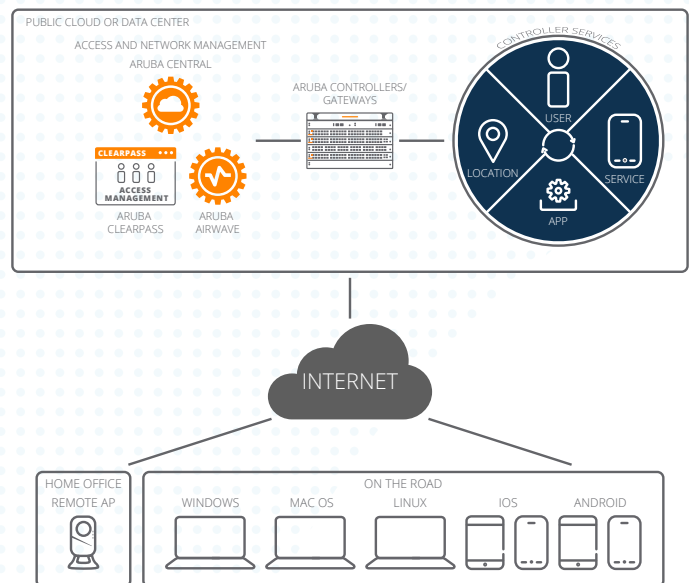 PUBLIC CLOUD OR DATA CENTER
ACCESS AND NETWORK MANAGEMENT
ARUBA CENTRAL
CLEARPASS
ACCESS
MANAGEMENT
ARUBA
CLEARPASS
ARUBA
AIRWAVE
ARUBA CONTROLLERS/
GATEWAYS
CONTROLLER SERVICES
USER
LOCATION
SERVICE
APP
INTERNET
HOME OFFICE
REMOTE AP
ON THE ROAD
WINDOWS
MAC OS
LINUX
IOS
ANDROID